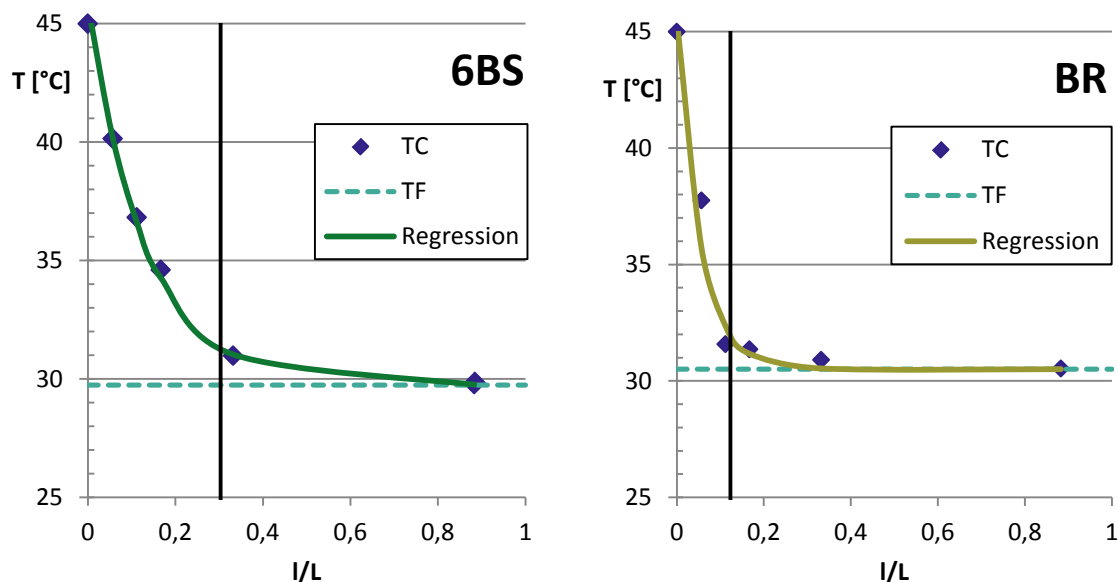 6BS
T [°C]
45
40
35
30
25
0
0,2
0,4
0,6
0,8
1
l/L
TC
TF
Regression
BR
T [°C]
45
40
35
30
25
0
0,2
0,4
0,6
0,8
1
l/L
TC
TF
Regression